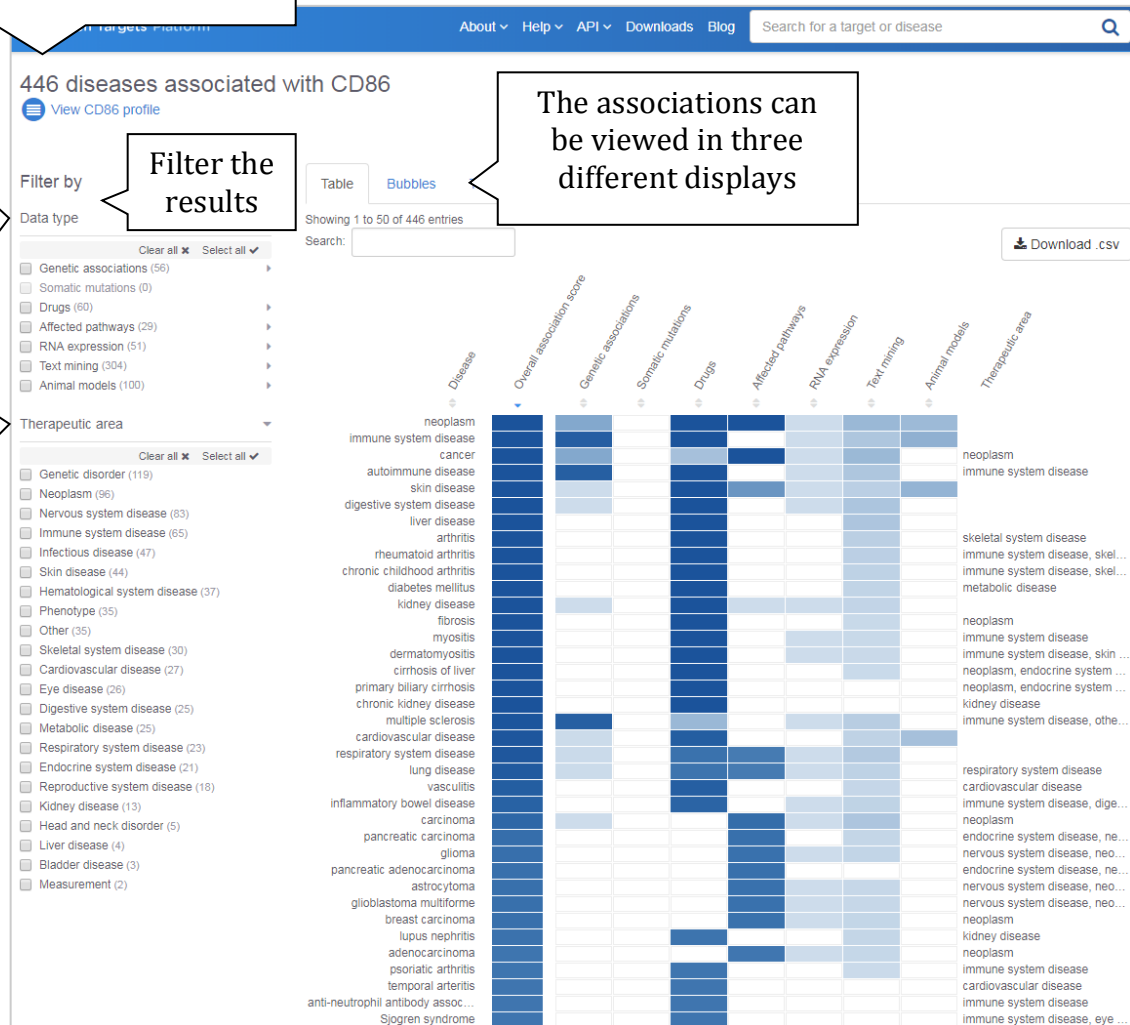 Targets Platform
About Help API Downloads Blog Search for a target or disease
446 diseases associated with CD86
View CD86 profile
The associations can
be viewed in three
different displays
Filter the
results
Filter by
Table Bubbles
Data type
Showing 1 to 50 of 446 entries
Search:
Download .csv
Clear all ✖ Select all ✔
Genetic associations (56)
Somatic mutations (0)
Drugs (60)
Affected pathways (29)
RNA expression (51)
Text mining (304)
Animal models (100)
Therapeutic area
Clear all ✖ Select all ✔
Genetic disorder (119)
Neoplasm (96)
Nervous system disease (83)
Immune system disease (65)
Infectious disease (47)
Skin disease (44)
Hematological system disease (37)
Phenotype (35)
Other (35)
Skeletal system disease (30)
Cardiovascular disease (27)
Eye disease (26)
Digestive system disease (25)
Metabolic disease (25)
Respiratory system disease (23)
Endocrine system disease (21)
Reproductive system disease (18)
Kidney disease (13)
Head and neck disorder (5)
Liver disease (4)
Bladder disease (3)
Measurement (2)
Disease
Overall association score
Genetic associations
Somatic mutations
Drugs
Affected pathways
RNA expression
Text mining
Animal models
Therapeutic area
neoplasm
immune system disease
cancer neoplasm
autoimmune disease immune system disease
skin disease
digestive system disease
liver disease
arthritis skeletal system disease
rheumatoid arthritis immune system disease, skel...
chronic childhood arthritis immune system disease, skel...
diabetes mellitus metabolic disease
kidney disease
fibrosis neoplasm
myositis immune system disease
dermatomyositis immune system disease, skin ...
cirrhosis of liver neoplasm, endocrine system ...
primary biliary cirrhosis neoplasm, endocrine system ...
chronic kidney disease kidney disease
multiple sclerosis immune system disease, othe...
cardiovascular disease
respiratory system disease
lung disease respiratory system disease
vasculitis cardiovascular disease
inflammatory bowel disease immune system disease, dige...
carcinoma neoplasm
pancreatic carcinoma endocrine system disease, ne...
glioma nervous system disease, neo...
pancreatic adenocarcinoma endocrine system disease, ne...
astrocytoma nervous system disease, neo...
glioblastoma multiforme nervous system disease, neo...
breast carcinoma neoplasm
lupus nephritis kidney disease
adenocarcinoma neoplasm
psoriatic arthritis immune system disease
temporal arteritis cardiovascular disease
anti-neutrophil antibody assoc... immune system disease
Sjogren syndrome immune system disease, eye ...